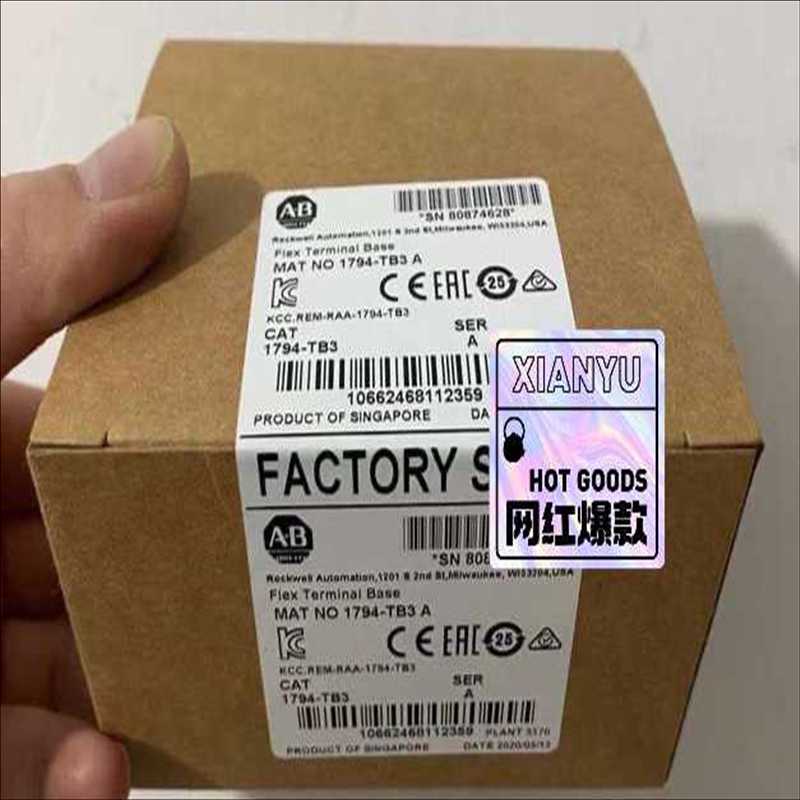 AB
*SN 80874628*
Rockwell Automation,1201 S 2nd St,Milwaukee, WI53204,USA
Flex Terminal Base
MAT NO 1794-TB3 A
CE EAC 25
KCC.REM-RAA-1794-TB3
CAT SER
1794-TB3 A
10662468112359
PRODUCT OF SINGAPORE DA
XIANYU
HOT GOODS
网红爆款
FACTORY S
AB
*SN 808
Rockwell Automation,1201 S 2nd St,Milwaukee, WI53204,USA
Flex Terminal Base
MAT NO 1794-TB3 A
CE EAC 25
KCC.REM-RAA-1794-TB3
CAT SER
1794-TB3 A
10662468112359 PLANT
PRODUCT OF SINGAPORE DATE 2020/05/13